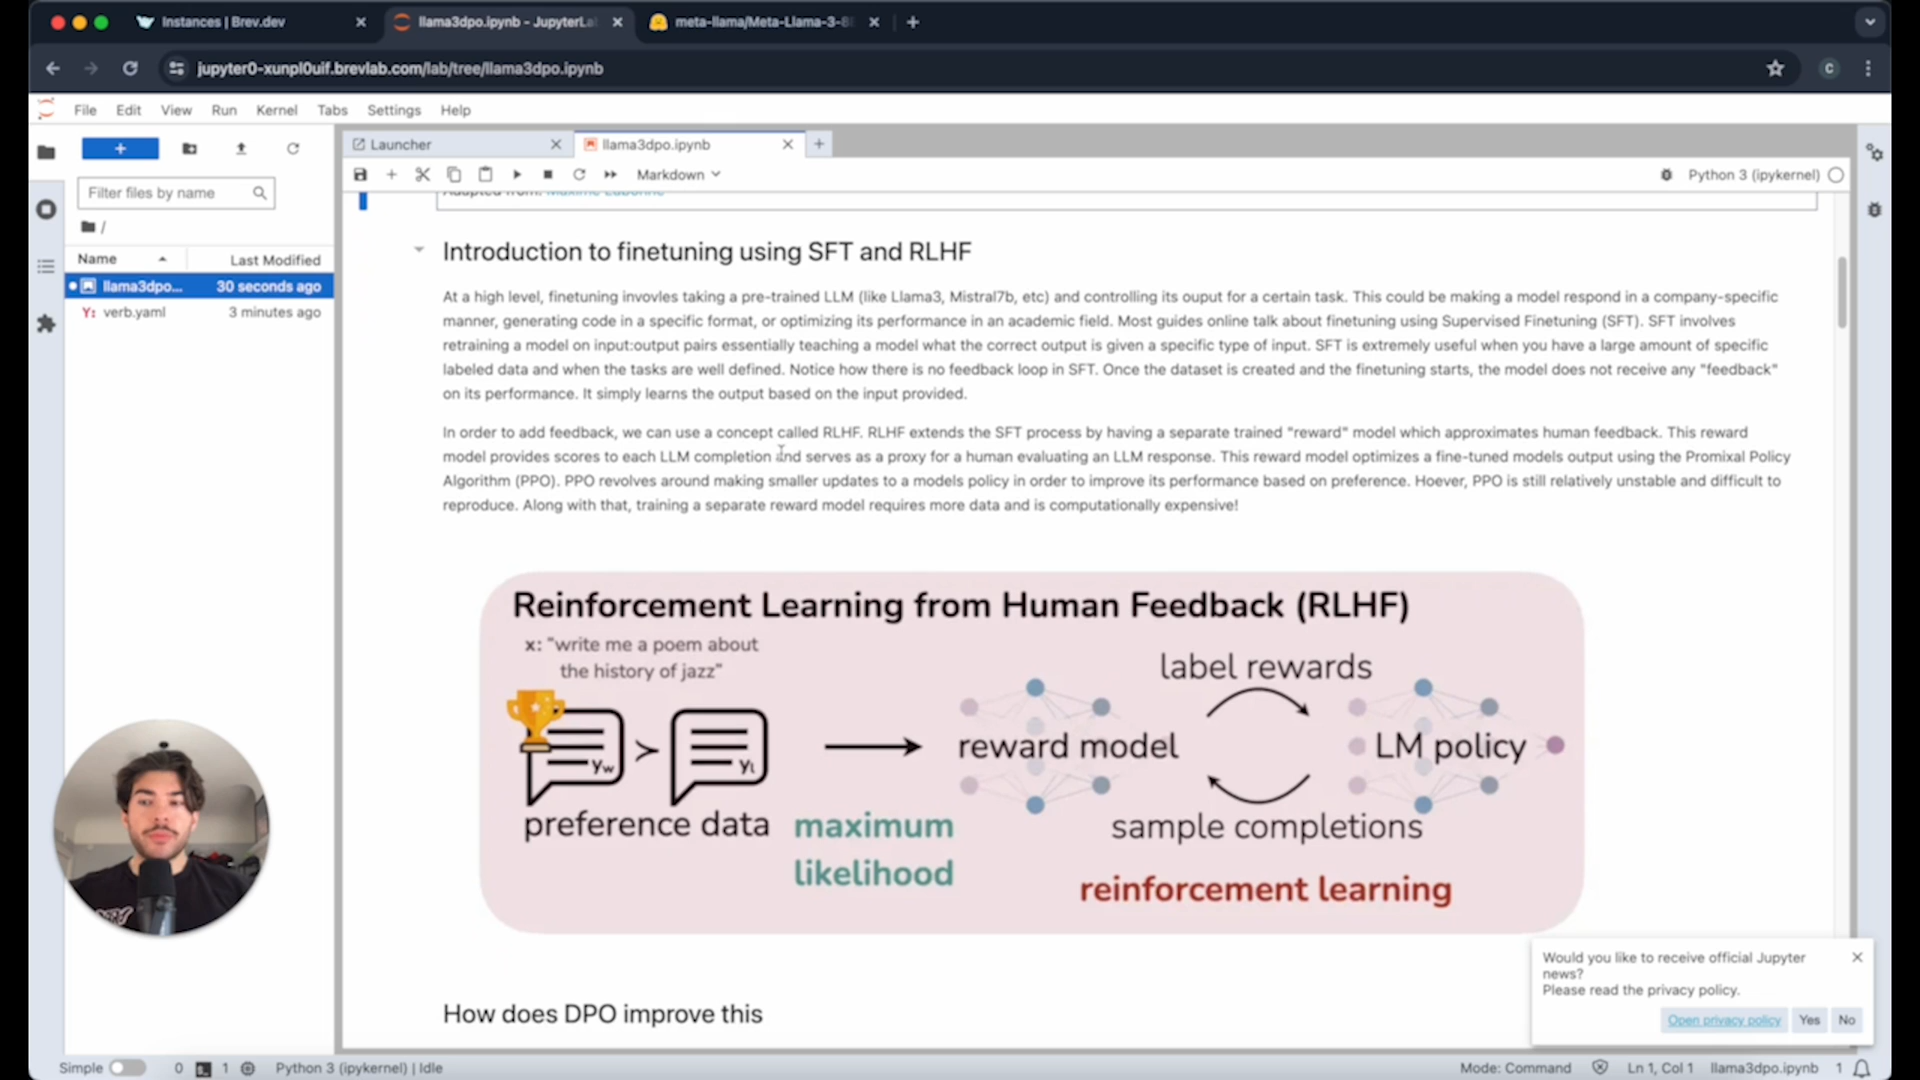 Instances | Brev.dev
llama3dpo.ipynb - JupyterLa
meta-llama/Meta-Llama-3-8
jupyter0-xunpl0uif.brevlab.com/lab/tree/llama3dpo.ipynb
C
File Edit View Run Kernel Tabs Settings Help
Launcher
llama3dpo.ipynb
Markdown
Python 3 (ipykernel)
Filter files by name
/
Name Last Modified
llama3dpo... 30 seconds ago
Y: verb.yaml 3 minutes ago
Adapted from: Maxime Labonne
Introduction to finetuning using SFT and RLHF
At a high level, finetuning invovles taking a pre-trained LLM (like Llama3, Mistral7b, etc) and controlling its ouput for a certain task. This could be making a model respond in a company-specific
manner, generating code in a specific format, or optimizing its performance in an academic field. Most guides online talk about finetuning using Supervised Finetuning (SFT). SFT involves
retraining a model on input:output pairs essentially teaching a model what the correct output is given a specific type of input. SFT is extremely useful when you have a large amount of specific
labeled data and when the tasks are well defined. Notice how there is no feedback loop in SFT. Once the dataset is created and the finetuning starts, the model does not receive any "feedback"
on its performance. It simply learns the output based on the input provided.
In order to add feedback, we can use a concept called RLHF. RLHF extends the SFT process by having a separate trained "reward" model which approximates human feedback. This reward
model provides scores to each LLM completion and serves as a proxy for a human evaluating an LLM response. This reward model optimizes a fine-tuned models output using the Promixal Policy
Algorithm (PPO). PPO revolves around making smaller updates to a models policy in order to improve its performance based on preference. Hoever, PPO is still relatively unstable and difficult to
reproduce. Along with that, training a separate reward model requires more data and is computationally expensive!
Reinforcement Learning from Human Feedback (RLHF)
x: "write me a poem about
the history of jazz"
label rewards
yw > yl
reward model
LM policy
preference data
maximum
likelihood
sample completions
reinforcement learning
How does DPO improve this
Would you like to receive official Jupyter
news?
Please read the privacy policy.
Open privacy policy Yes No
Simple 0 1 Python 3 (ipykernel) | Idle
Mode: Command Ln 1, Col 1 llama3dpo.ipynb 1